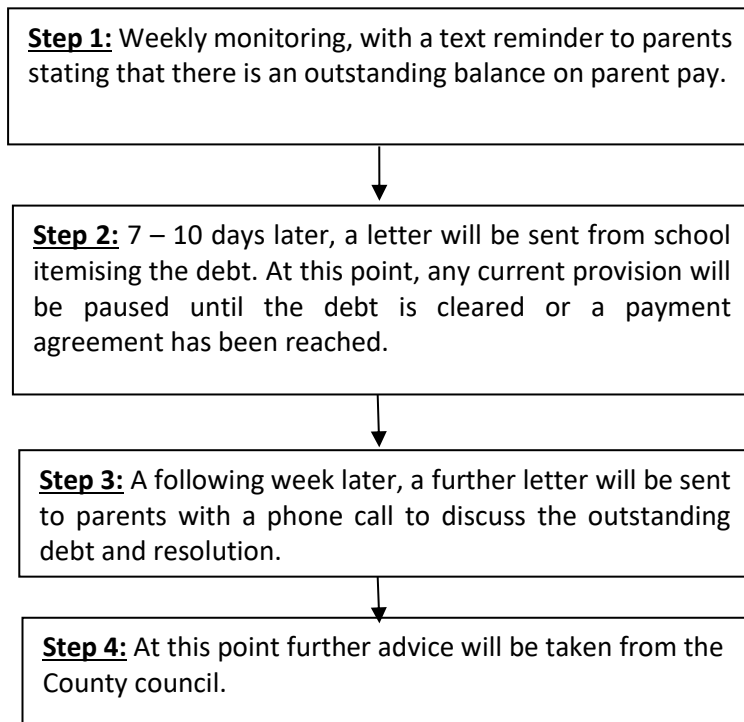 Step 1: Weekly monitoring, with a text reminder to parents
stating that there is an outstanding balance on parent pay.
Step 2: 7 – 10 days later, a letter will be sent from school
itemising the debt. At this point, any current provision will
be paused until the debt is cleared or a payment
agreement has been reached.
Step 3: A following week later, a further letter will be sent
to parents with a phone call to discuss the outstanding
debt and resolution.
Step 4: At this point further advice will be taken from the
County council.